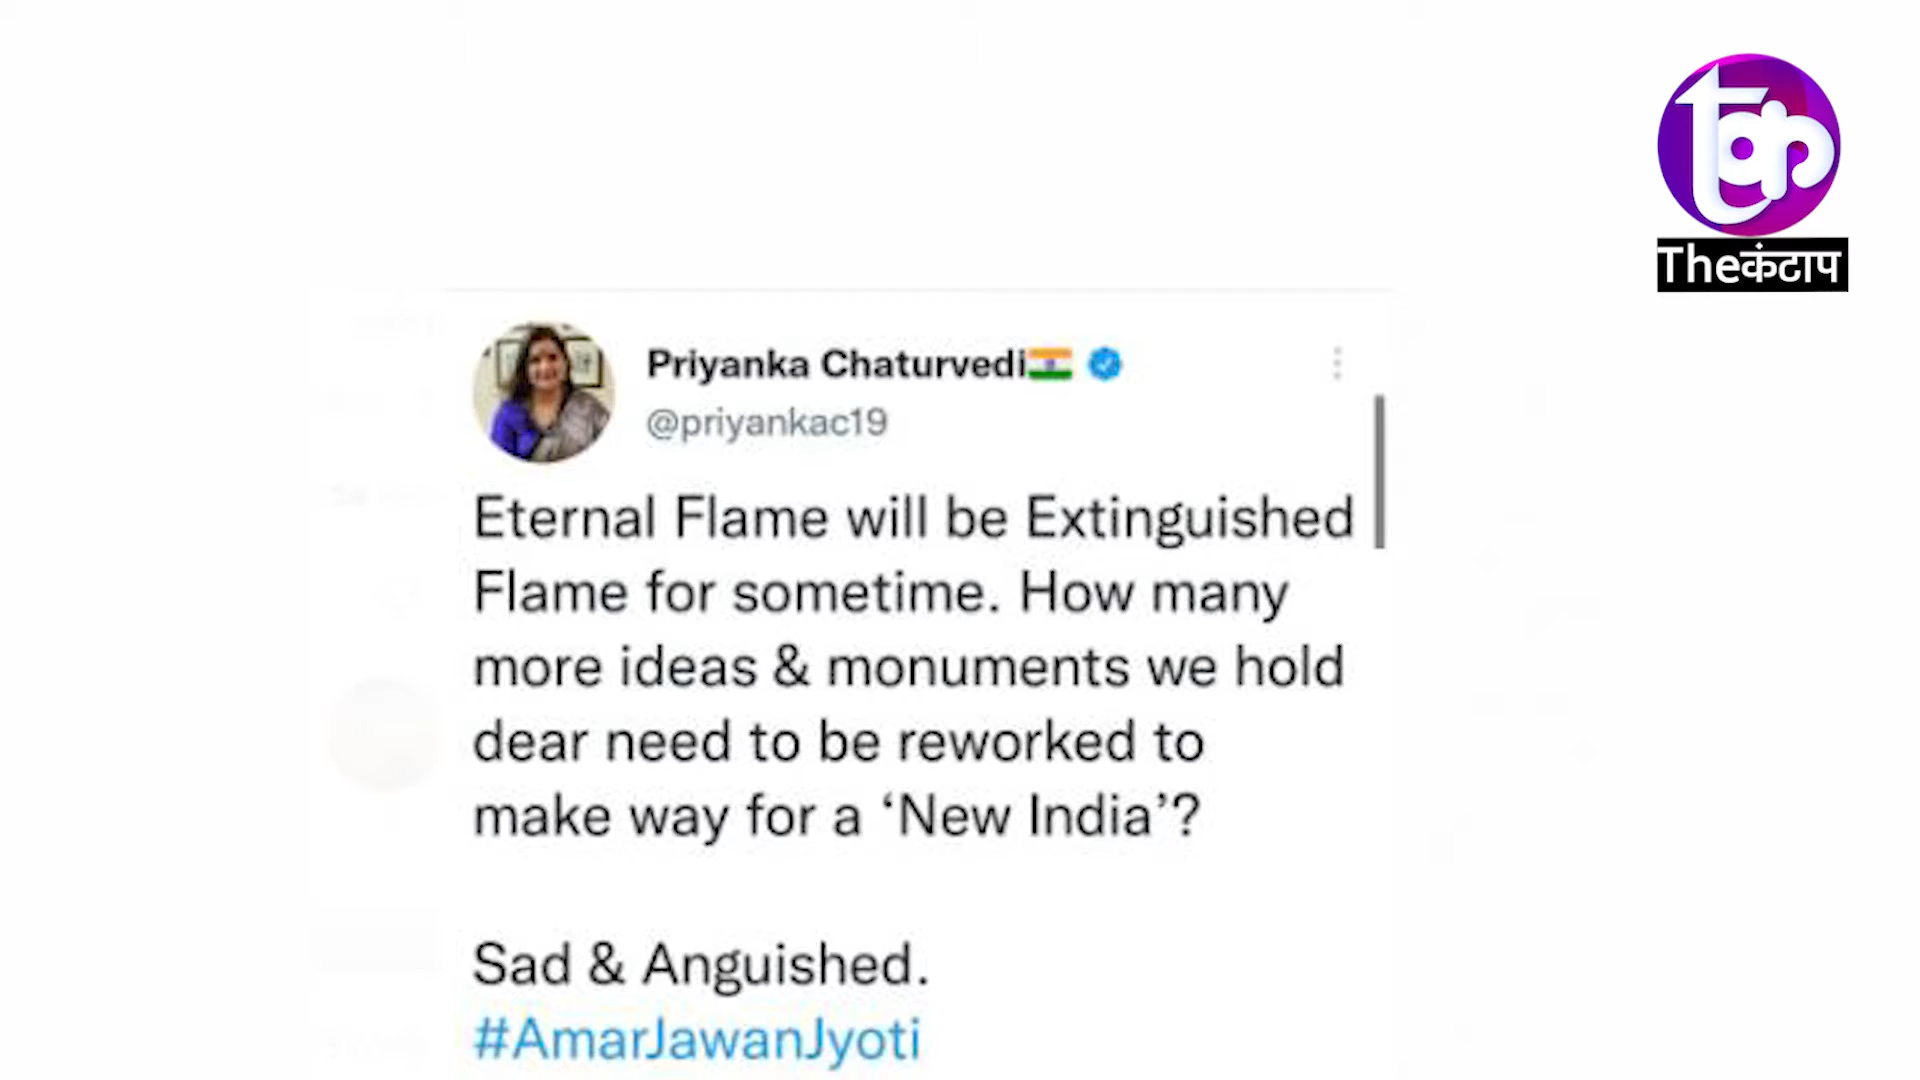 Theकंटाप
Priyanka Chaturvedi🇮🇳
@priyankac19
Eternal Flame will be Extinguished
Flame for sometime. How many
more ideas & monuments we hold
dear need to be reworked to
make way for a ‘New India’?
Sad & Anguished.
#AmarJawanJyoti